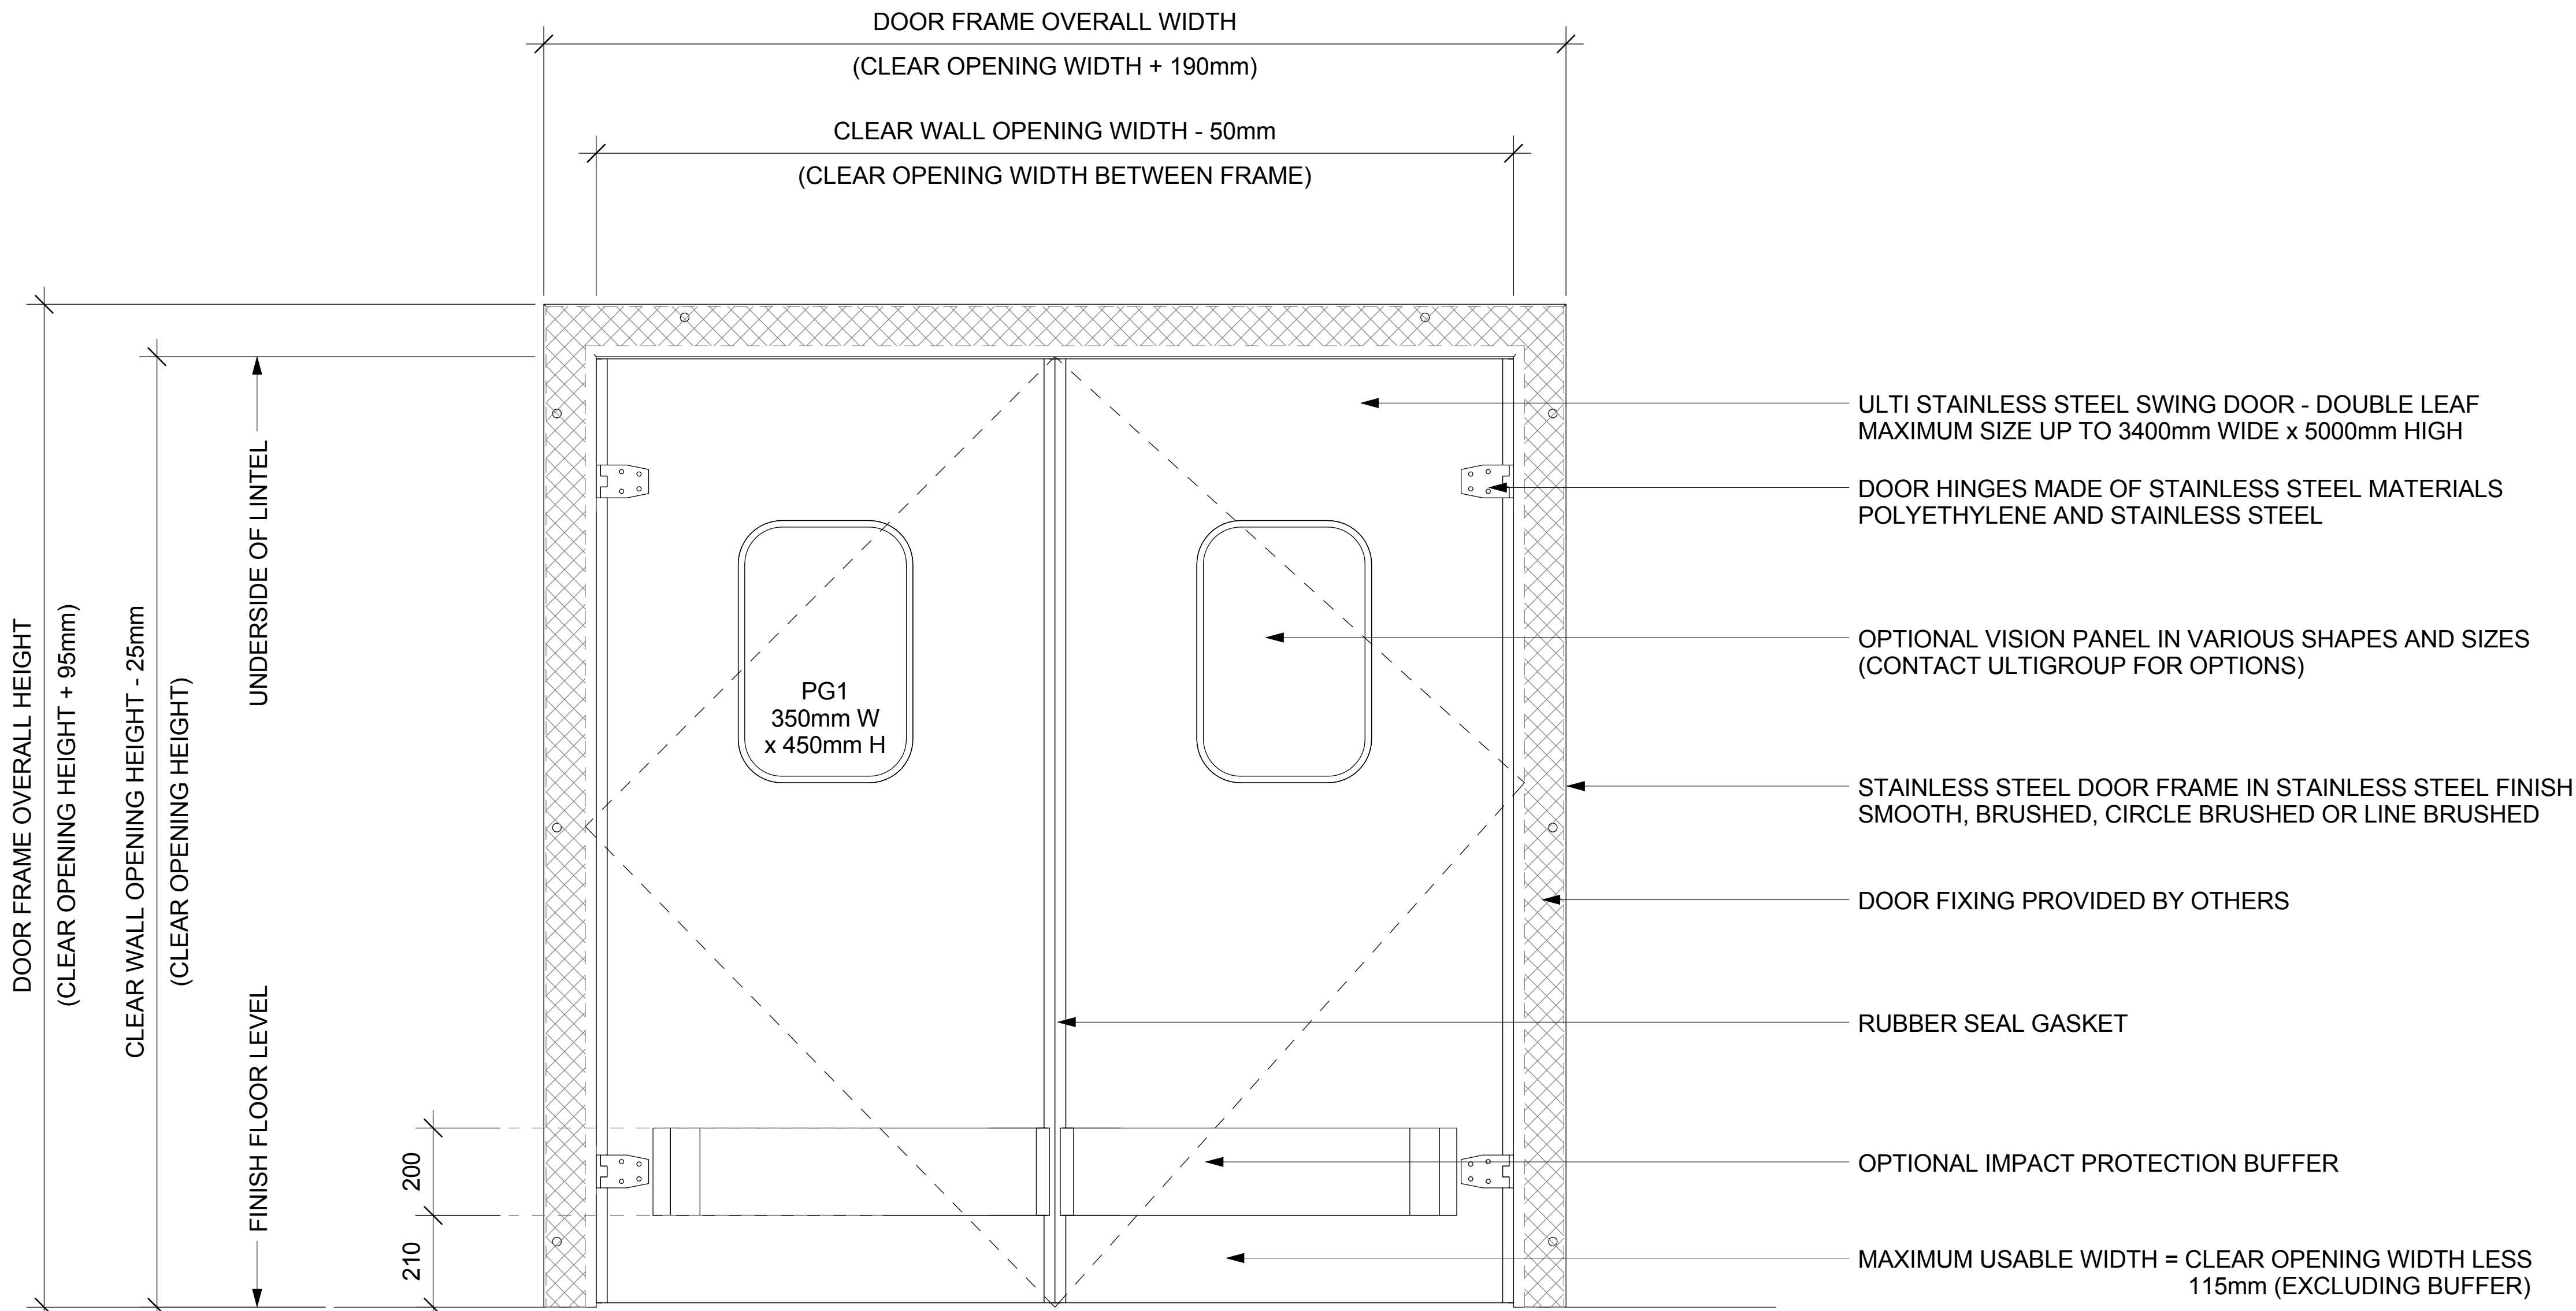 DOOR FRAME OVERALL WIDTH
(CLEAR OPENING WIDTH + 190mm)
CLEAR WALL OPENING WIDTH - 50mm
(CLEAR OPENING WIDTH BETWEEN FRAME)
DOOR FRAME OVERALL HEIGHT
(CLEAR OPENING HEIGHT + 95mm)
CLEAR WALL OPENING HEIGHT - 25mm
(CLEAR OPENING HEIGHT)
UNDERSIDE OF LINTEL
FINISH FLOOR LEVEL
200
210
PG1
350mm W
x 450mm H
ULTI STAINLESS STEEL SWING DOOR - DOUBLE LEAF
MAXIMUM SIZE UP TO 3400mm WIDE x 5000mm HIGH
DOOR HINGES MADE OF STAINLESS STEEL MATERIALS
POLYETHYLENE AND STAINLESS STEEL
OPTIONAL VISION PANEL IN VARIOUS SHAPES AND SIZES
(CONTACT ULTIGROUP FOR OPTIONS)
STAINLESS STEEL DOOR FRAME IN STAINLESS STEEL FINISH
SMOOTH, BRUSHED, CIRCLE BRUSHED OR LINE BRUSHED
DOOR FIXING PROVIDED BY OTHERS
RUBBER SEAL GASKET
OPTIONAL IMPACT PROTECTION BUFFER
MAXIMUM USABLE WIDTH = CLEAR OPENING WIDTH LESS
115mm (EXCLUDING BUFFER)